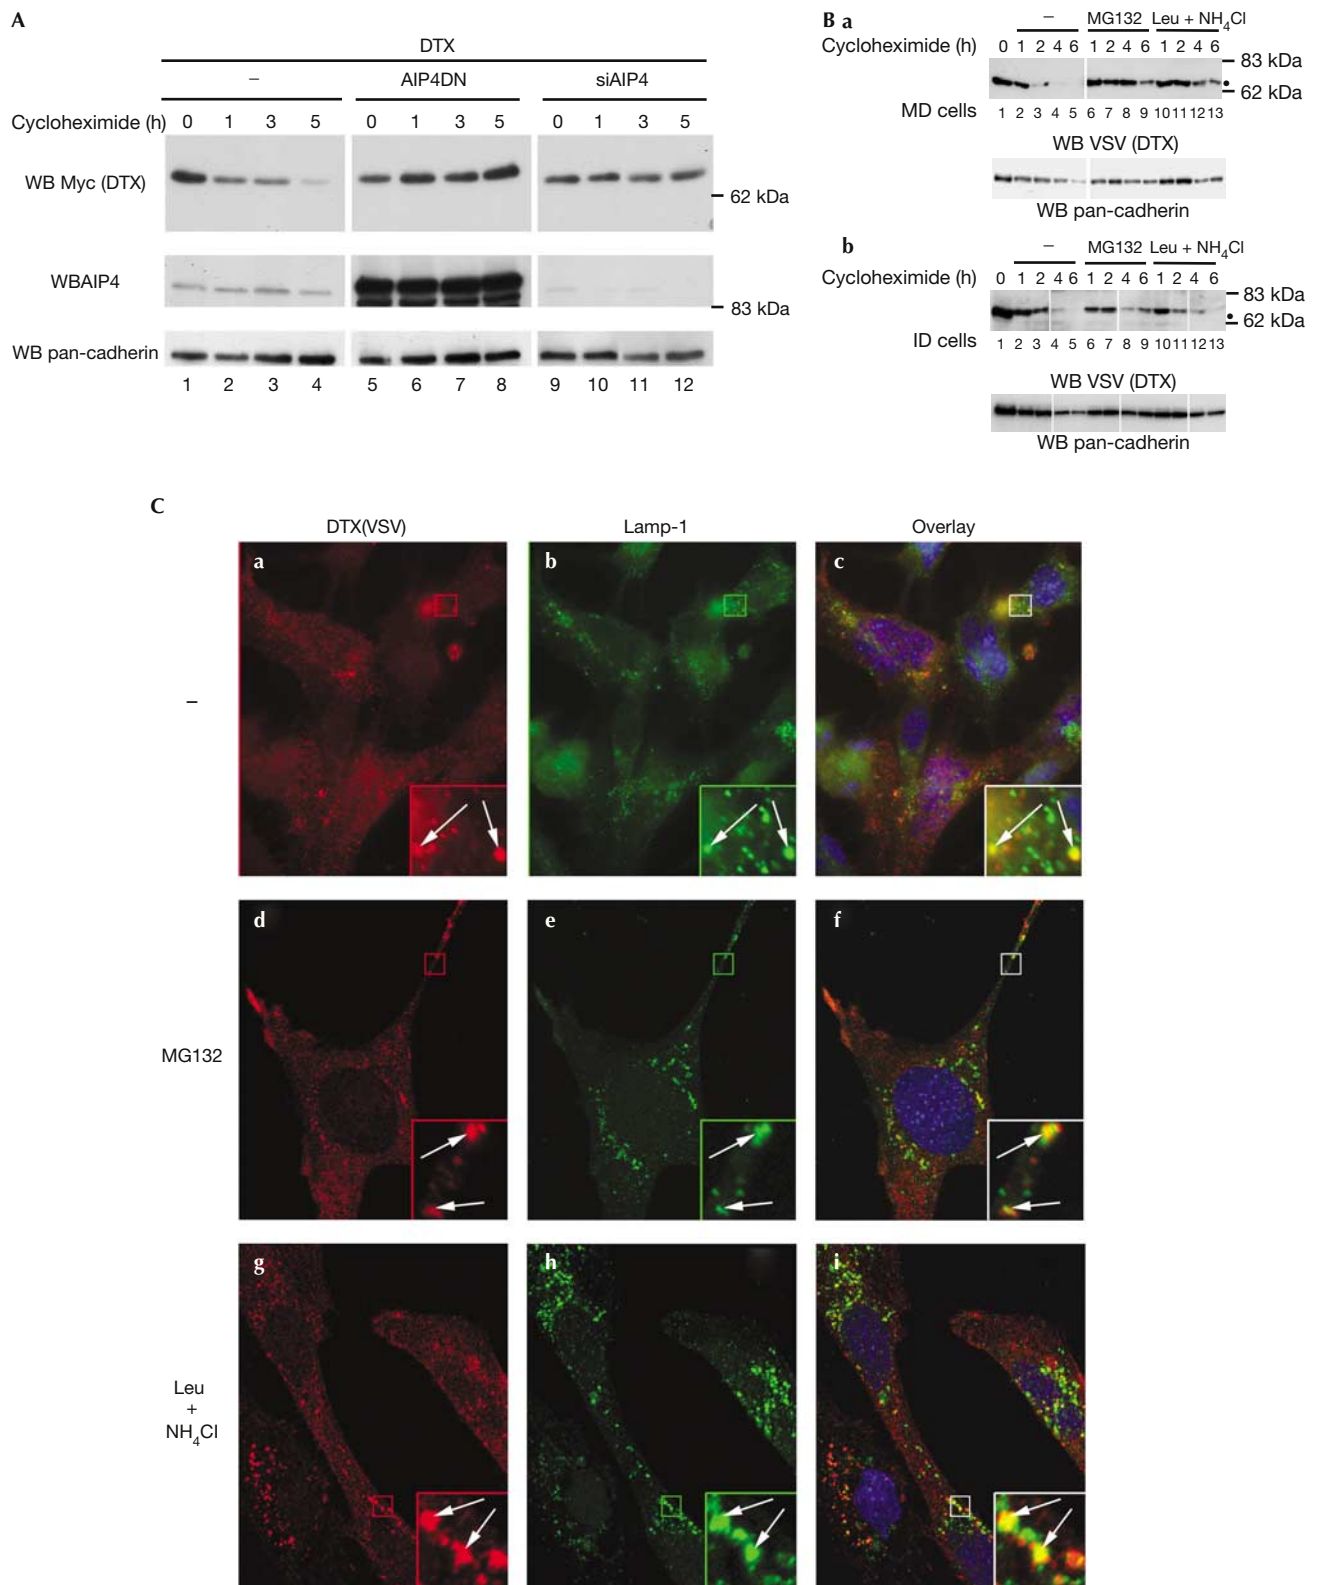 A
DTX
– AIP4DN siAIP4
Cycloheximide (h) 0 1 3 5 0 1 3 5 0 1 3 5
WB Myc (DTX)
62 kDa
WBAIP4
83 kDa
WB pan-cadherin
1 2 3 4 5 6 7 8 9 10 11 12
B a
– MG132 Leu + NH4Cl
Cycloheximide (h) 0 1 2 4 6 1 2 4 6 1 2 4 6
83 kDa
62 kDa
MD cells 1 2 3 4 5 6 7 8 9 10 11 12 13
WB VSV (DTX)
WB pan-cadherin
b
– MG132 Leu + NH4Cl
Cycloheximide (h) 0 1 2 4 6 1 2 4 6 1 2 4 6
83 kDa
62 kDa
ID cells 1 2 3 4 5 6 7 8 9 10 11 12 13
WB VSV (DTX)
WB pan-cadherin
C
DTX(VSV) Lamp-1 Overlay
a b c
–
d e f
MG132
g h i
Leu
+
NH4Cl